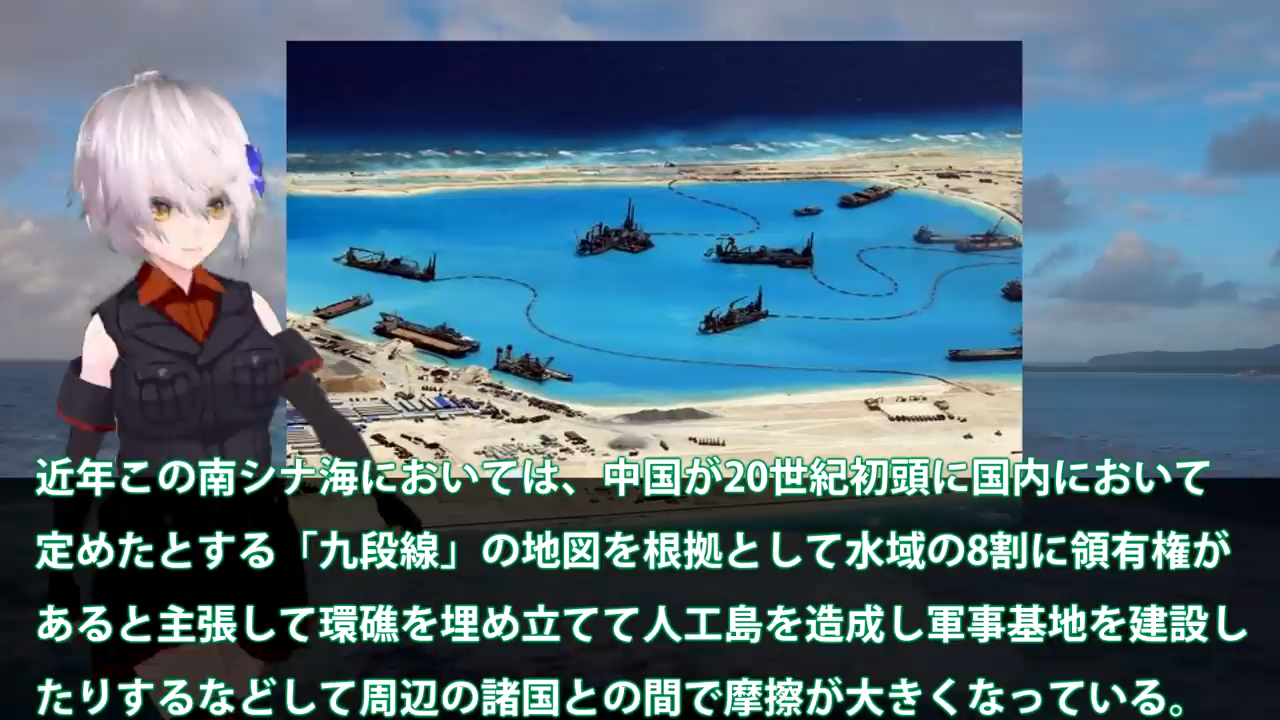 近年この南シナ海においては、中国が20世紀初頭に国内において
定めたとする「九段線」の地図を根拠として水域の8割に領有権が
あると主張して環礁を埋め立てて人工島を造成し軍事基地を建設し
たりするなどして周辺の諸国との間で摩擦が大きくなっている。